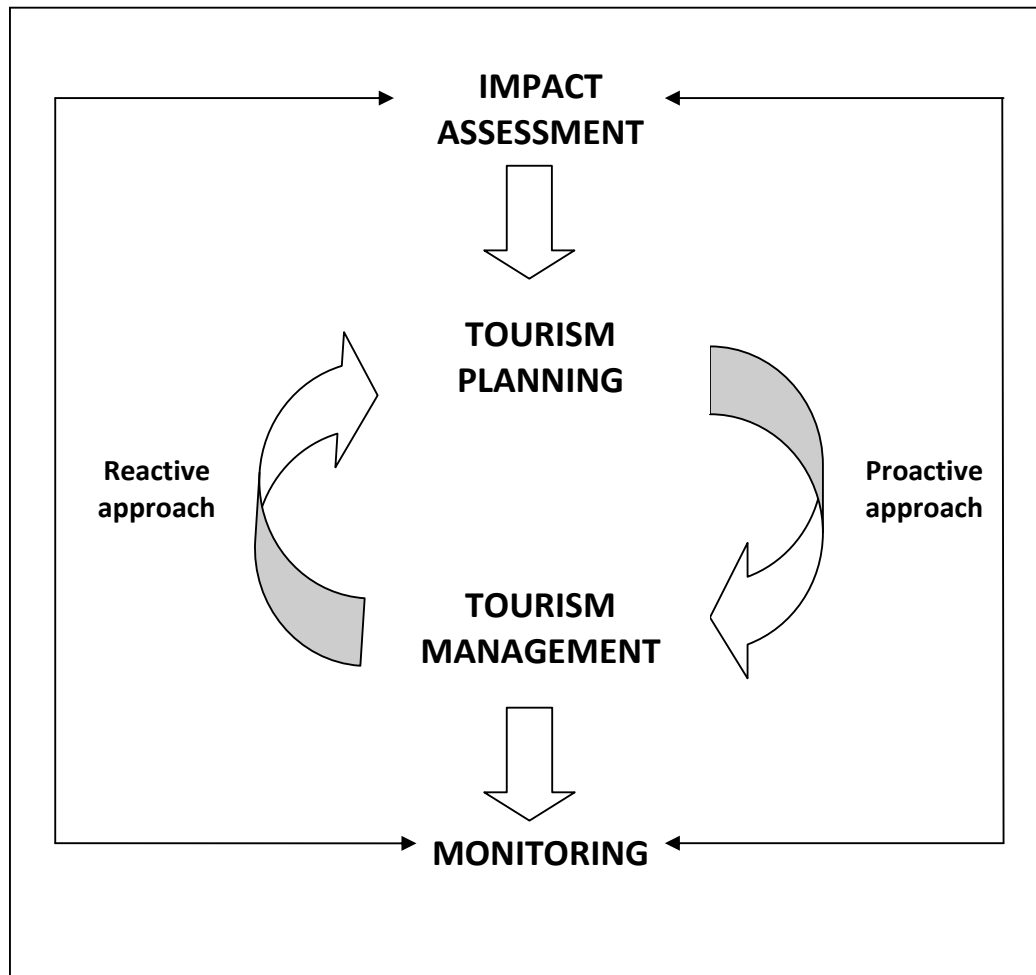 IMPACT
ASSESSMENT
TOURISM
PLANNING
Reactive
approach
Proactive
approach
TOURISM
MANAGEMENT
MONITORING